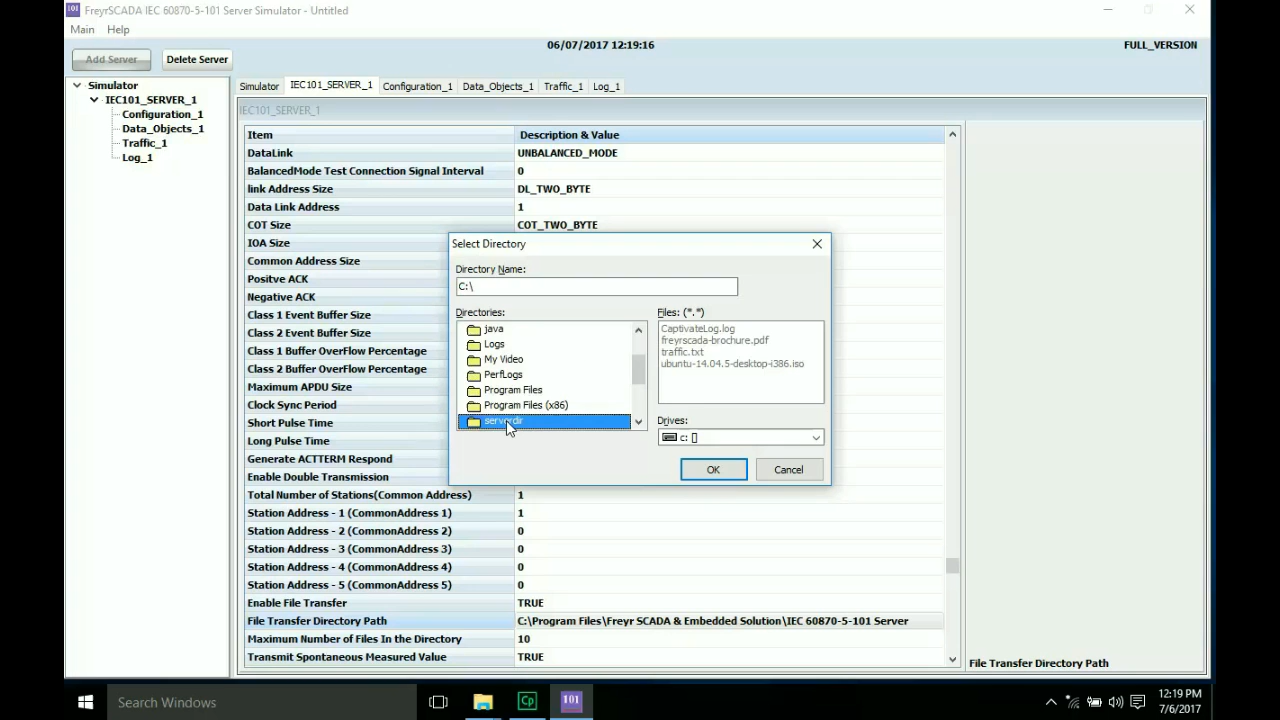 101 FreyrSCADA IEC 60870-5-101 Server Simulator - Untitled
Main Help
06/07/2017 12:19:16
FULL_VERSION
Add Server
Delete Server
Simulator
IEC101_SERVER_1
Configuration_1
Data_Objects_1
Traffic_1
Log_1
Simulator IEC101_SERVER_1 Configuration_1 Data_Objects_1 Traffic_1 Log_1
IEC101_SERVER_1
Item Description & Value
DataLink UNBALANCED_MODE
BalancedMode Test Connection Signal Interval 0
link Address Size DL_TWO_BYTE
Data Link Address 1
COT Size COT_TWO_BYTE
IOA Size
Common Address Size
Positve ACK
Negative ACK
Class 1 Event Buffer Size
Class 2 Event Buffer Size
Class 1 Buffer OverFlow Percentage
Class 2 Buffer OverFlow Percentage
Maximum APDU Size
Clock Sync Period
Short Pulse Time
Long Pulse Time
Generate ACTTERM Respond
Enable Double Transmission
Total Number of Stations(Common Address) 1
Station Address - 1 (CommonAddress 1) 1
Station Address - 2 (CommonAddress 2) 0
Station Address - 3 (CommonAddress 3) 0
Station Address - 4 (CommonAddress 4) 0
Station Address - 5 (CommonAddress 5) 0
Enable File Transfer TRUE
File Transfer Directory Path C:\Program Files\Freyr SCADA & Embedded Solution\IEC 60870-5-101 Server
Maximum Number of Files In the Directory 10
Transmit Spontaneous Measured Value TRUE
File Transfer Directory Path
Select Directory
Directory Name:
C:\
Directories:
java
Logs
My Video
PerfLogs
Program Files
Program Files (x86)
serverdir
Files: (*.*)
CaptivateLog.log
freyrscada-brochure.pdf
traffic.txt
ubuntu-14.04.5-desktop-i386.iso
Drives:
c: []
OK
Cancel
Search Windows
Cp
101
12:19 PM
7/6/2017